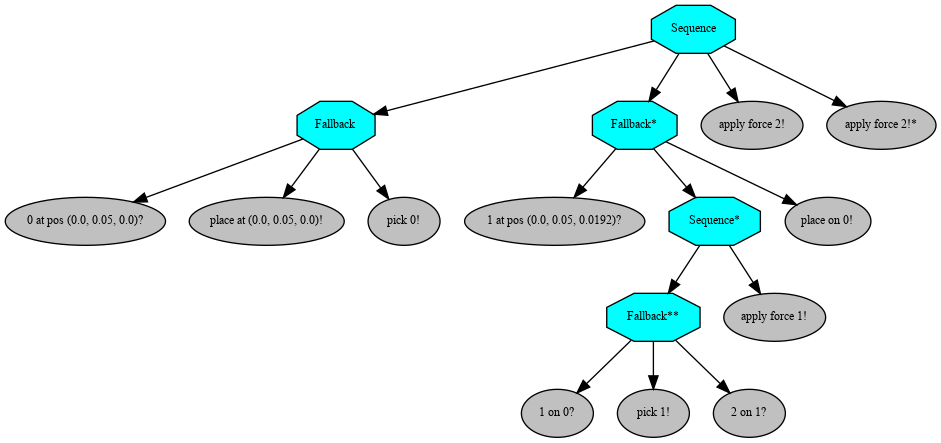 Sequence
Fallback
Fallback*
apply force 2!
apply force 2!*
0 at pos (0.0, 0.05, 0.0)?
place at (0.0, 0.05, 0.0)!
pick 0!
1 at pos (0.0, 0.05, 0.0192)?
Sequence*
place on 0!
Fallback**
apply force 1!
1 on 0?
pick 1!
2 on 1?